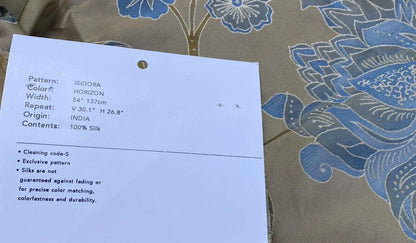 Pattern: ISIDORA
Color: HORIZON
Width: 54" 137cm
Repeat: V 30.1" H 26.8"
Origin: INDIA
Contents: 100% Silk
• Cleaning code-S
• Exclusive pattern
• Silks are not
guaranteed against fading or
for precise color matching,
colorfastness and durability.